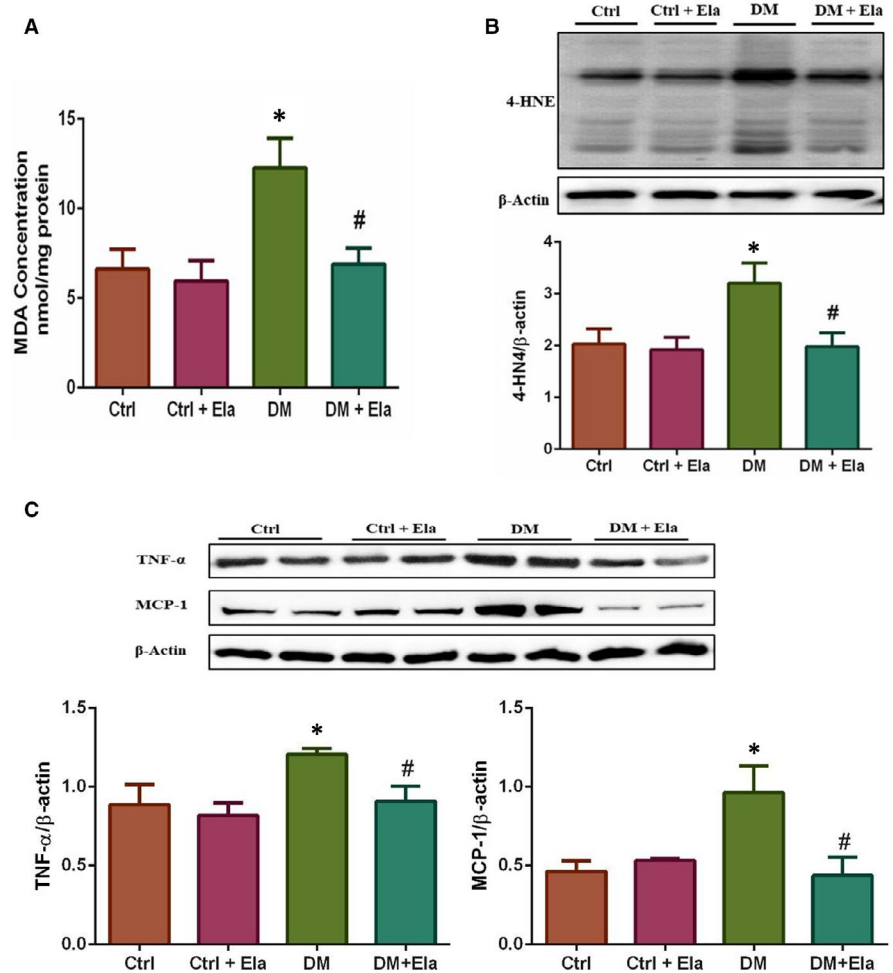 A
MDA Concentration
nmol/mg protein
15
10
5
0
*
#
Ctrl
Ctrl + Ela
DM
DM + Ela
B
Ctrl Ctrl + Ela DM DM + Ela
4-HNE
β-Actin
4-HN4/β-actin
4
3
2
1
0
*
#
Ctrl
Ctrl + Ela
DM
DM + Ela
C
Ctrl Ctrl + Ela DM DM + Ela
TNF-α
MCP-1
β-Actin
TNF-α/β-actin
1.5
1.0
0.5
0.0
*
#
Ctrl
Ctrl + Ela
DM
DM+Ela
MCP-1/β-actin
1.5
1.0
0.5
0.0
*
#
Ctrl
Ctrl + Ela
DM
DM+Ela